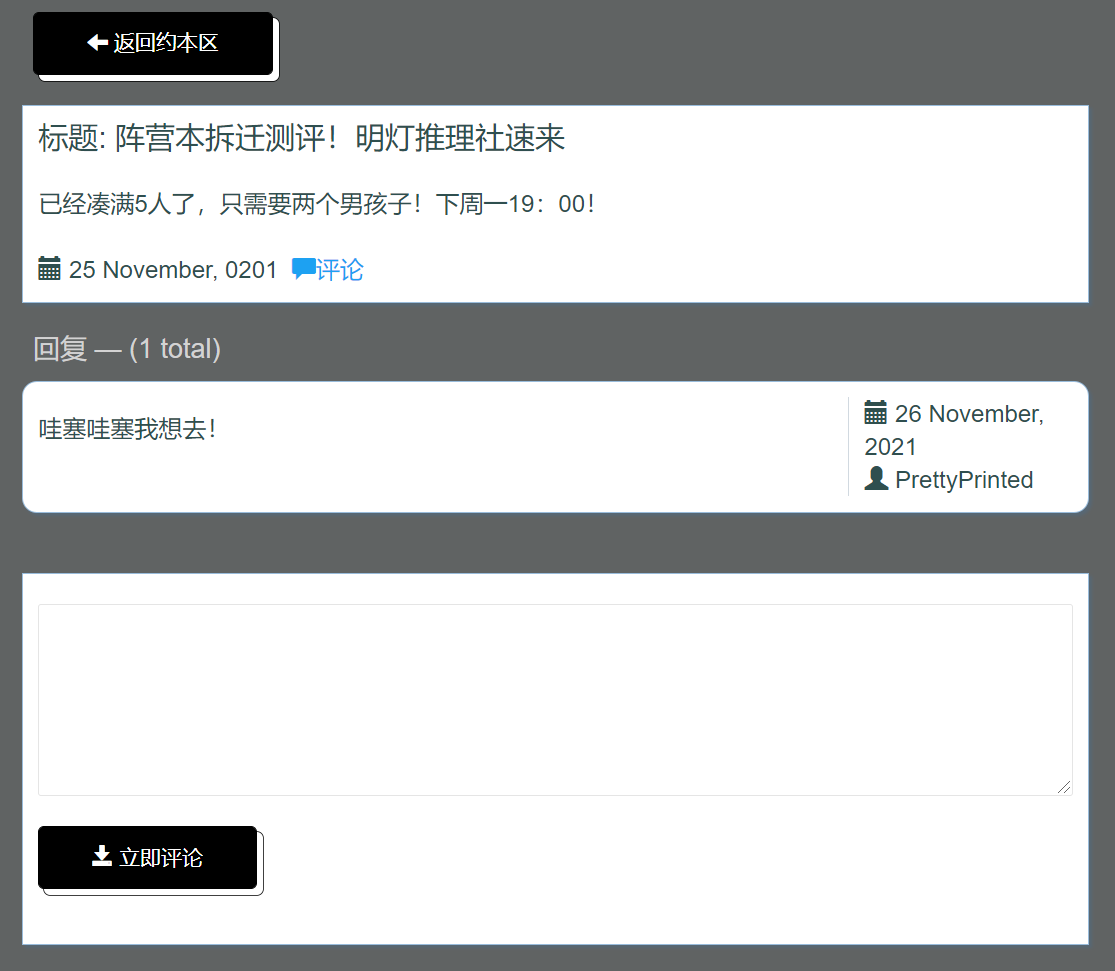 返回约本区
标题: 阵营本拆迁测评！明灯推理社速来
已经凑满5人了，只需要两个男孩子！下周一19：00！
25 November, 0201 评论
回复 — (1 total)
哇塞哇塞我想去！
26 November,
2021
PrettyPrinted
立即评论